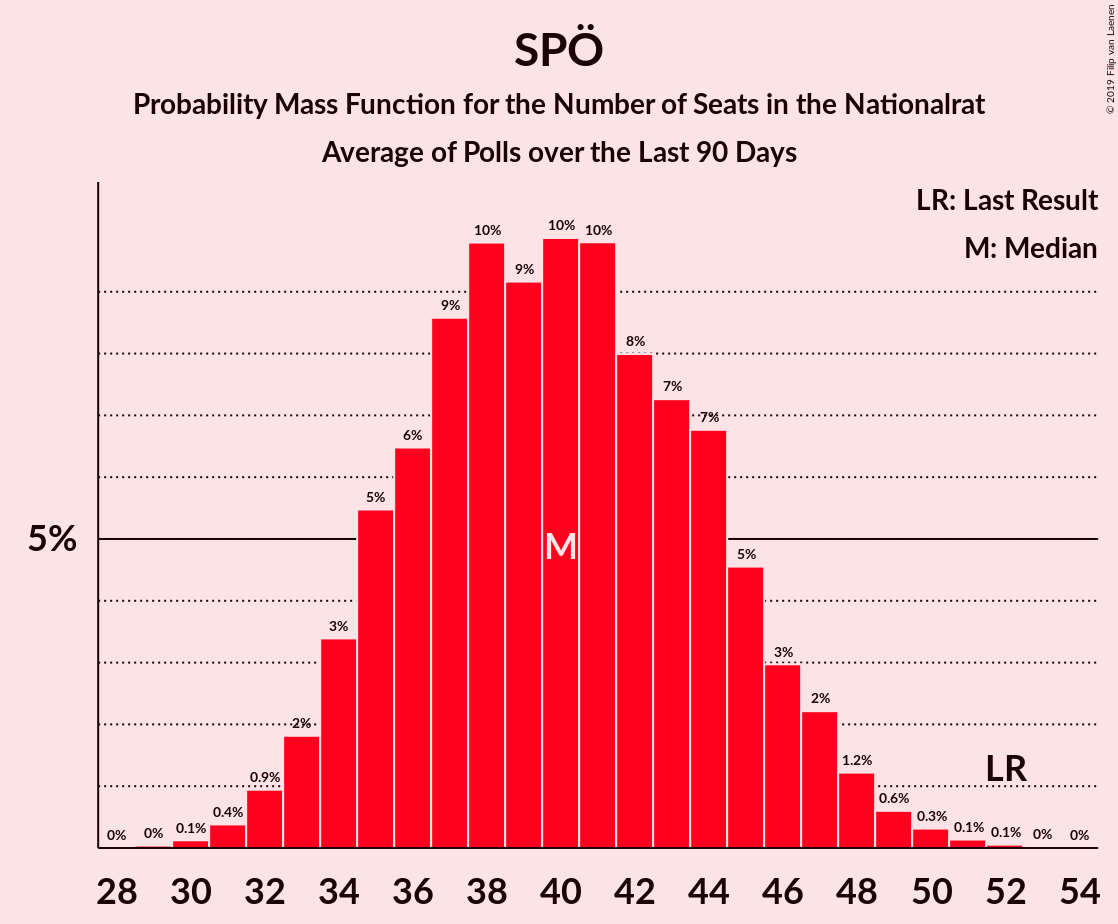 SPÖ
Probability Mass Function for the Number of Seats in the Nationalrat
Average of Polls over the Last 90 Days
© 2019 Filip van Laenen
LR: Last Result
M: Median
5%
0% 0% 0.1% 0.4% 0.9% 2% 3% 5% 6% 9% 10% 9% 10% 10% 8% 7% 7% 5% 3% 2% 1.2% 0.6% 0.3% 0.1% 0.1% 0% 0%
M
LR
28 30 32 34 36 38 40 42 44 46 48 50 52 54